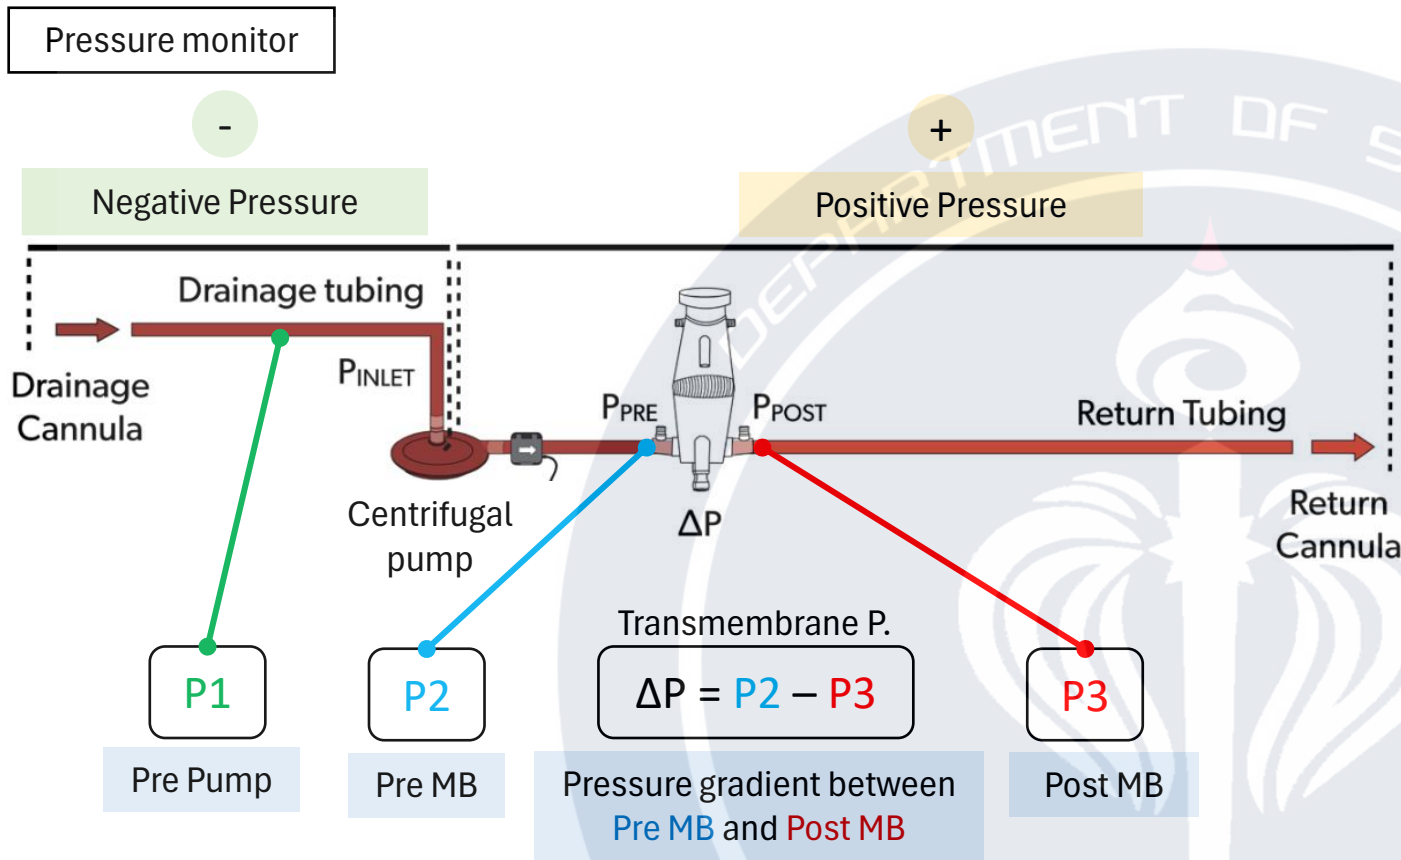 Pressure monitor
-
+
Negative Pressure
Positive Pressure
DEPARTMENT OF S
Drainage tubing
Drainage
Cannula
PINLET
PPRE
PPOST
Return Tubing
Centrifugal
pump
ΔP
Return
Cannula
Transmembrane P.
P1
P2
ΔP = P2 – P3
P3
Pre Pump
Pre MB
Pressure gradient between
Pre MB and Post MB
Post MB